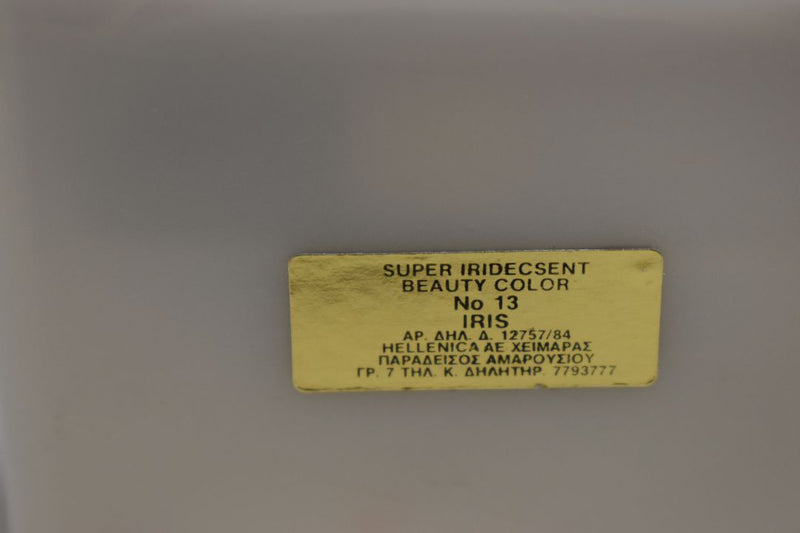 SUPER IRIDECSENT
BEAUTY COLOR
No 13
IRIS
ΑΡ. ΔΗΛ. Δ. 12757/84
HELLENICA AE ΧΕΙΜΑΡΑΣ
ΠΑΡΑΔΕΙΣΟΣ ΑΜΑΡΟΥΣΙΟΥ
ΓΡ. 7 ΤΗΛ. Κ. ΔΗΛΗΤΗΡ. 7793777